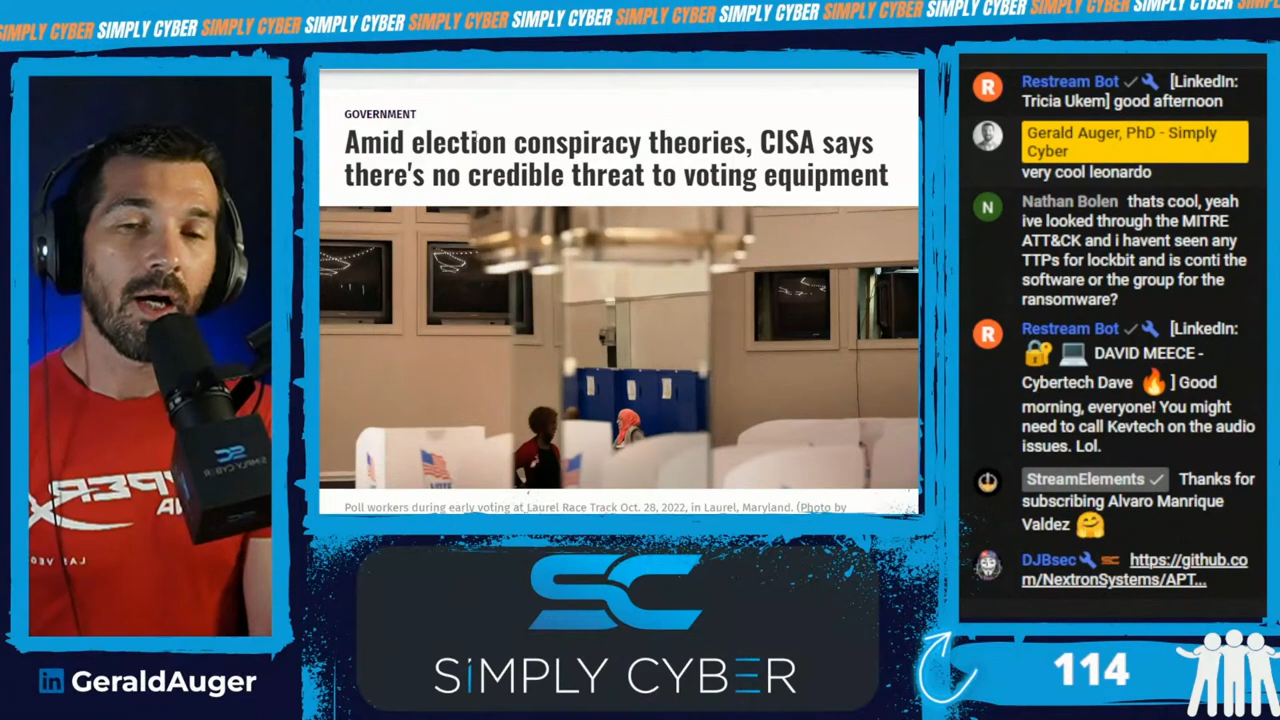 SIMPLY CYBER SIMPLY CYBER SIMPLY CYBER SIMPLY CYBER SIMPLY CYBER SIMPLY CYBER SIMPLY CYBER SIMPLY CYBER SIMPLY CYBER SIMPLY CYBER SIMPLY CYBER SIMPLY CYBER
GOVERNMENT
Amid election conspiracy theories, CISA says
there's no credible threat to voting equipment
VOTE
Poll workers during early voting at Laurel Race Track Oct. 28, 2022, in Laurel, Maryland. (Photo by
SIMPLY CYBER
in GeraldAuger
SC
SiMPLY CYBER
R
Restream Bot [LinkedIn:
Tricia Ukem] good afternoon
Gerald Auger, PhD - Simply
Cyber
very cool leonardo
N
Nathan Bolen thats cool, yeah
ive looked through the MITRE
ATT&CK and i havent seen any
TTPs for lockbit and is conti the
software or the group for the
ransomware?
R
Restream Bot [LinkedIn:
🔐 💻 DAVID MEECE -
Cybertech Dave 🔥 ] Good
morning, everyone! You might
need to call Kevtech on the audio
issues. Lol.
StreamElements Thanks for
subscribing Alvaro Manrique
Valdez 🤗
DJBsec https://github.co
m/NextronSystems/APT...
114